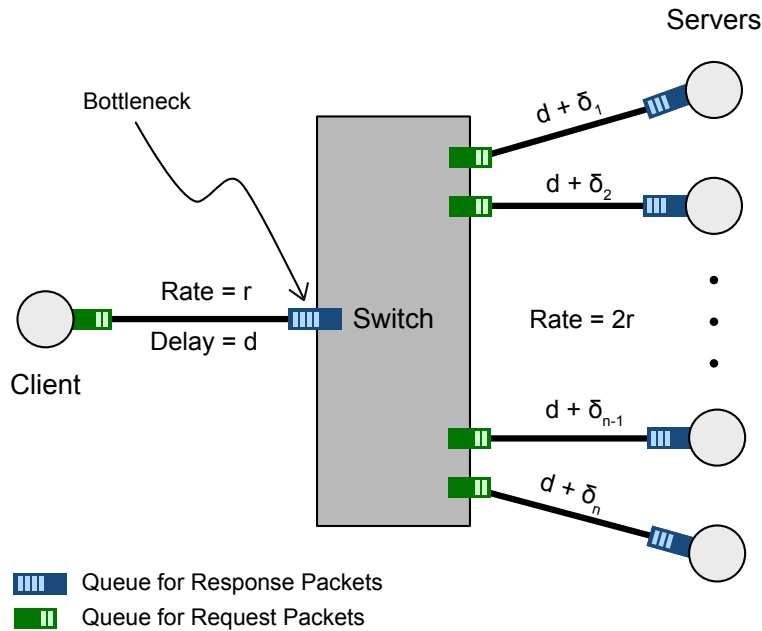 Servers
Bottleneck
d + δ₁
d + δ₂
Rate = r
Delay = d
Switch
Rate = 2r
Client
d + δₙ₋₁
d + δₙ
Queue for Response Packets
Queue for Request Packets